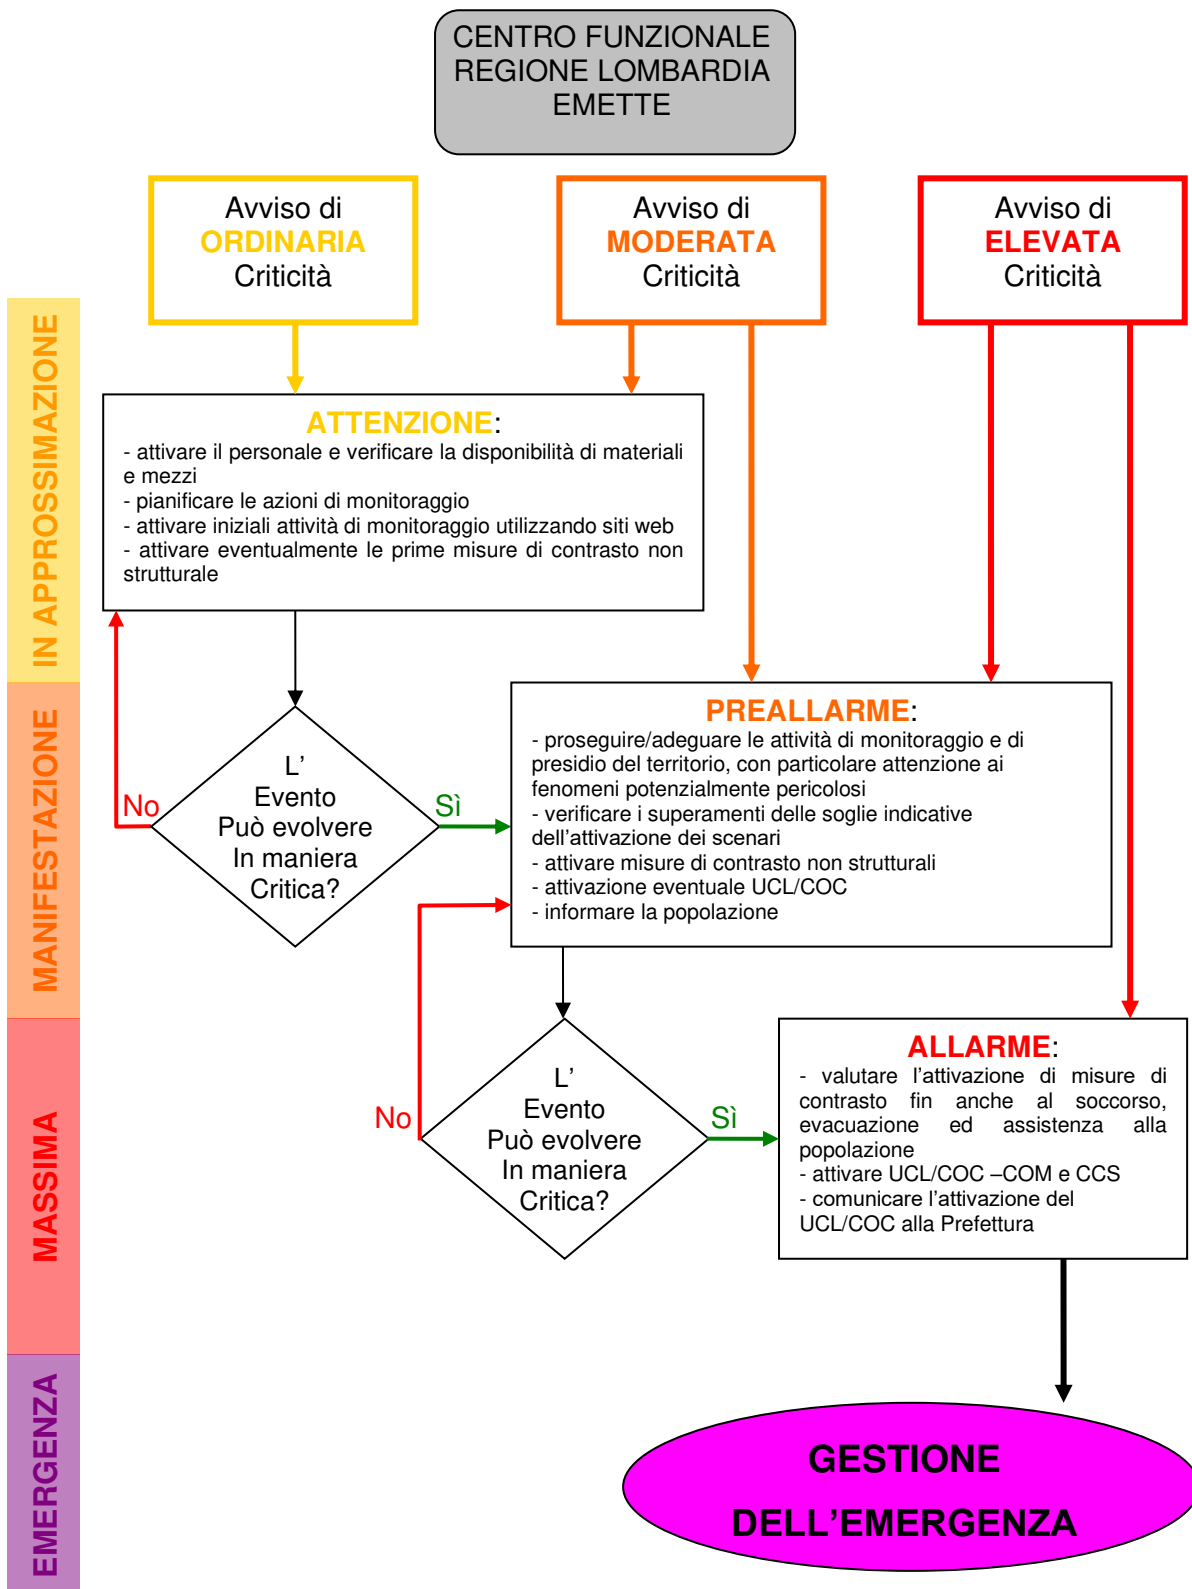 CENTRO FUNZIONALE
REGIONE LOMBARDIA
EMETTE
Avviso di
ORDINARIA
Criticità
Avviso di
MODERATA
Criticità
Avviso di
ELEVATA
Criticità
IN APPROSSIMAZIONE
ATTENZIONE:
- attivare il personale e verificare la disponibilità di materiali
e mezzi
- pianificare le azioni di monitoraggio
- attivare iniziali attività di monitoraggio utilizzando siti web
- attivare eventualmente le prime misure di contrasto non
strutturale
MANIFESTAZIONE
L'
Evento
Può evolvere
In maniera
Critica?
No
Sì
PREALLARME:
- proseguire/adeguare le attività di monitoraggio e di
presidio del territorio, con particolare attenzione ai
fenomeni potenzialmente pericolosi
- verificare i superamenti delle soglie indicative
dell'attivazione dei scenari
- attivare misure di contrasto non strutturali
- attivazione eventuale UCL/COC
- informare la popolazione
MASSIMA
L'
Evento
Può evolvere
In maniera
Critica?
No
Sì
ALLARME:
- valutare l'attivazione di misure di
contrasto fin anche al soccorso,
evacuazione ed assistenza alla
popolazione
- attivare UCL/COC –COM e CCS
- comunicare l'attivazione del
UCL/COC alla Prefettura
EMERGENZA
GESTIONE
DELL'EMERGENZA